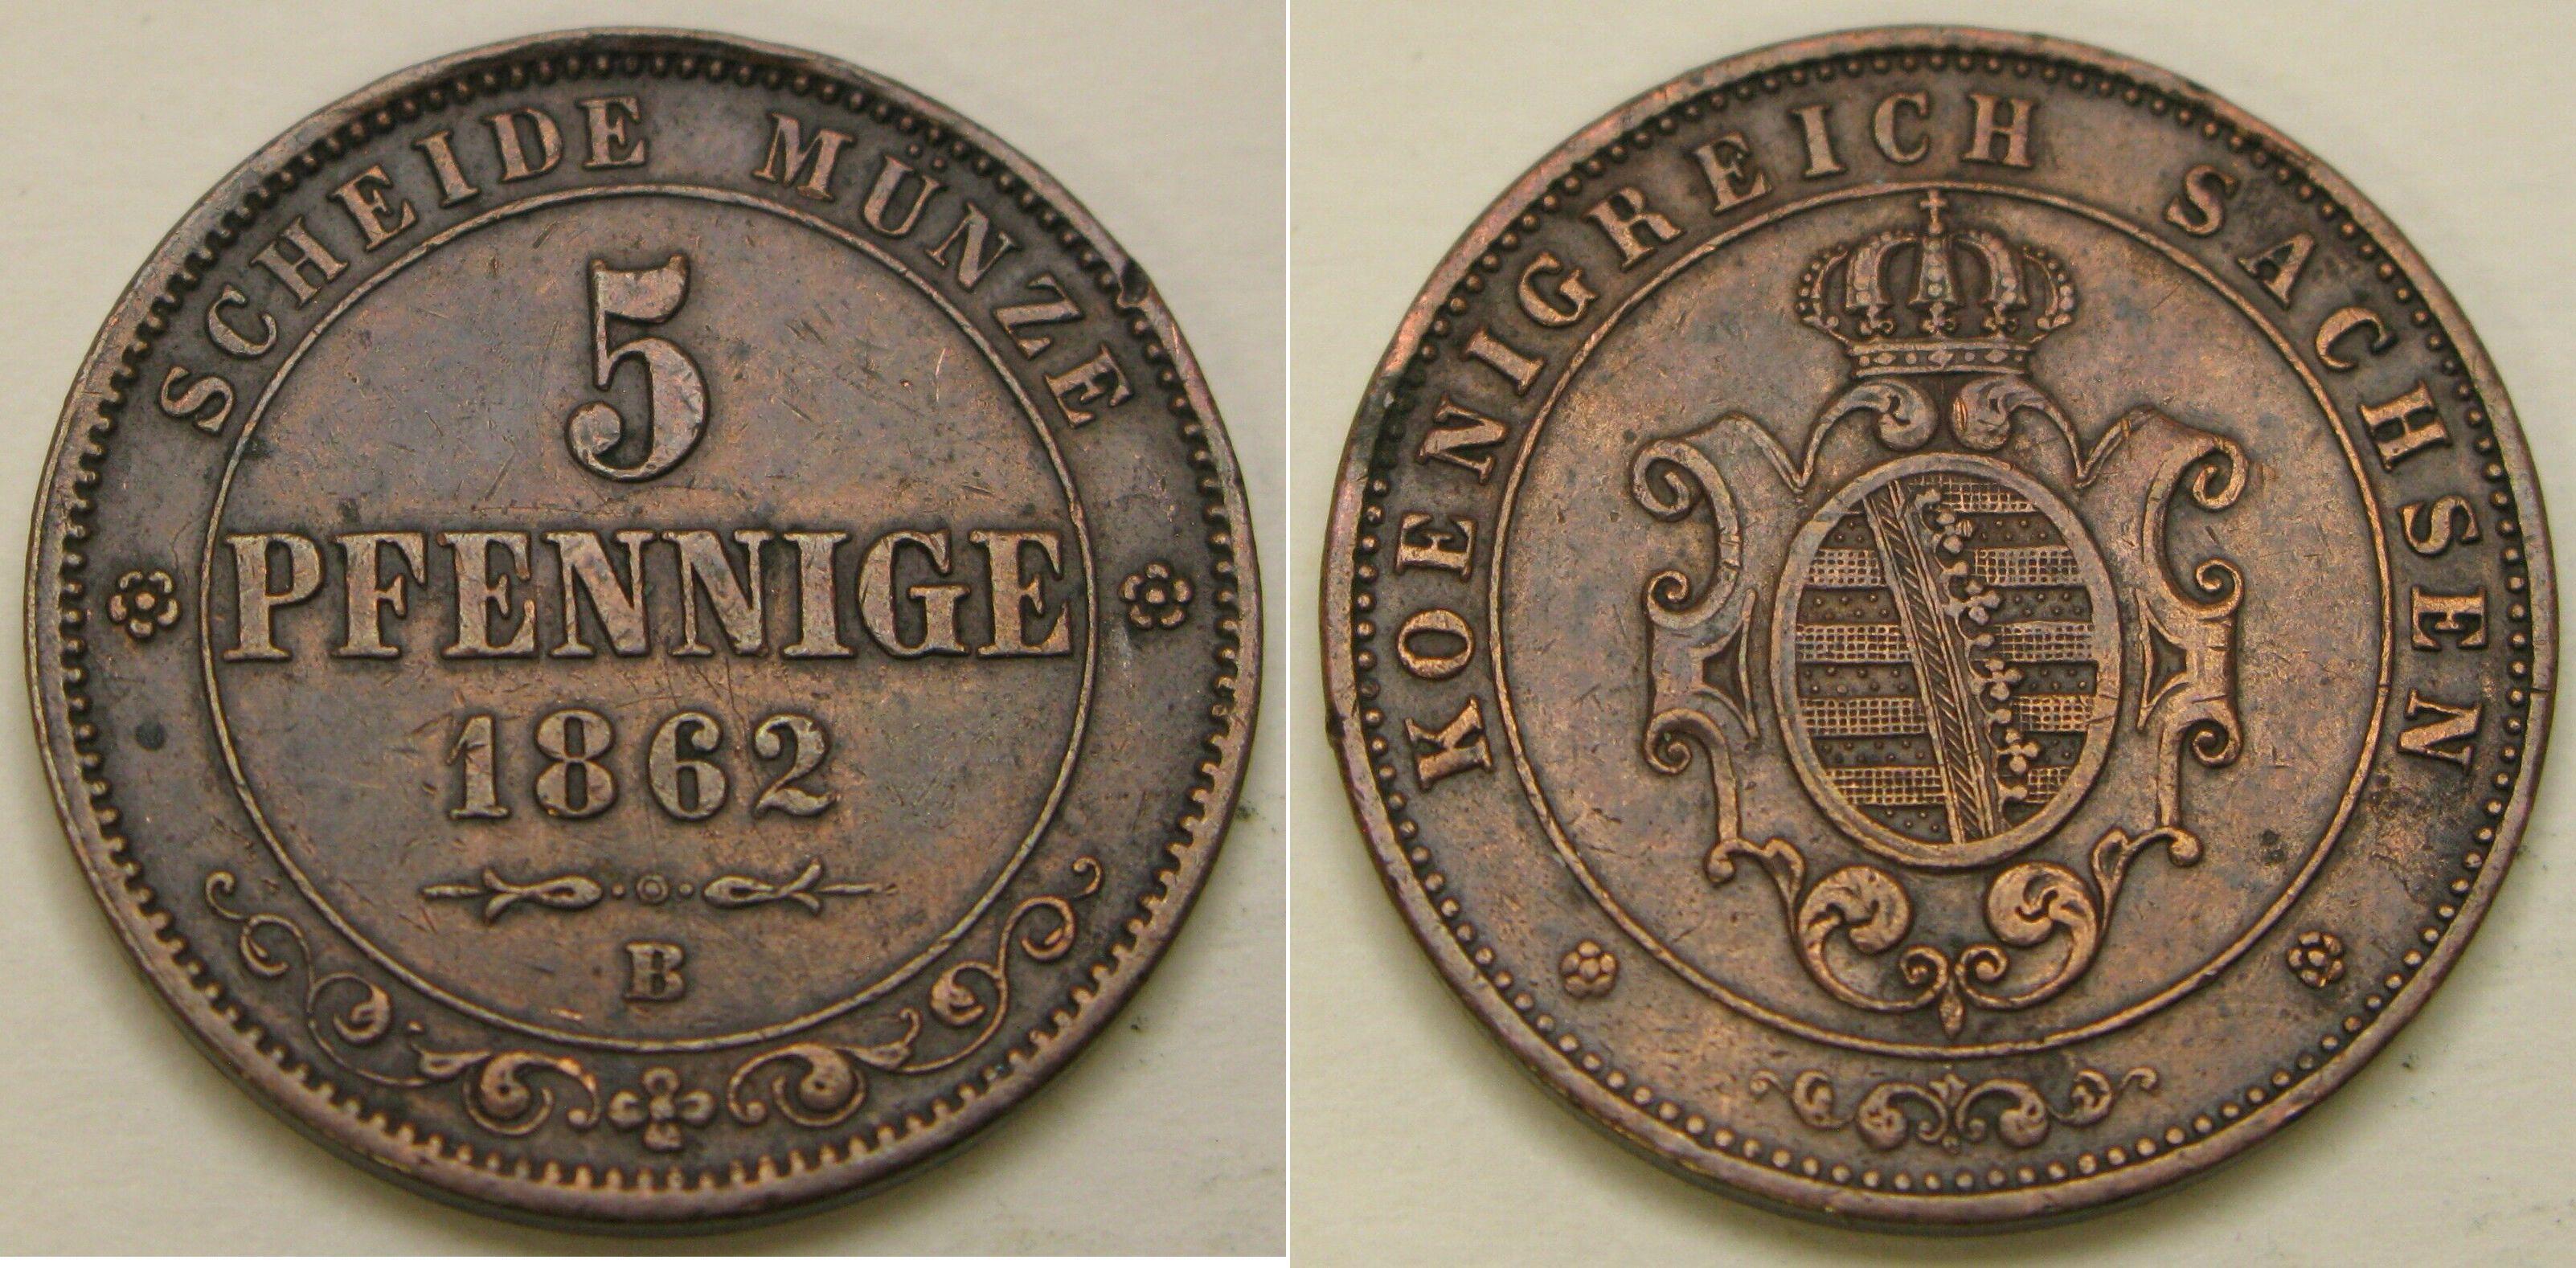 SCHEIDE MÜNZE
5
PFENNIGE
1862
B
KOENIGREICH SACHSEN